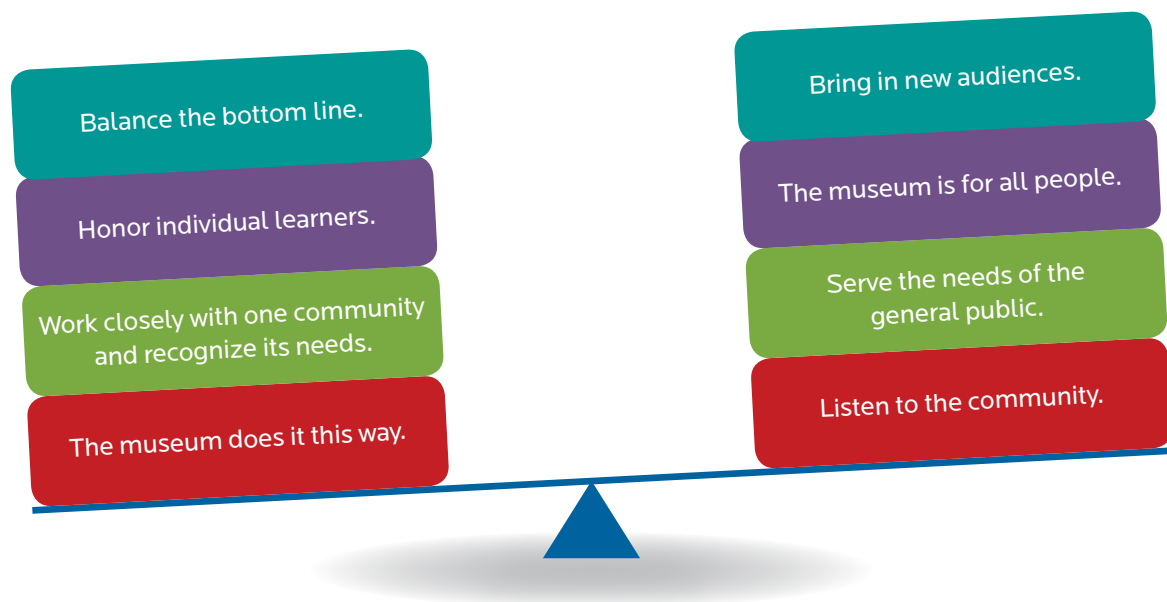 Balance the bottom line.
Honor individual learners.
Work closely with one community
and recognize its needs.
The museum does it this way.
Bring in new audiences.
The museum is for all people.
Serve the needs of the
general public.
Listen to the community.